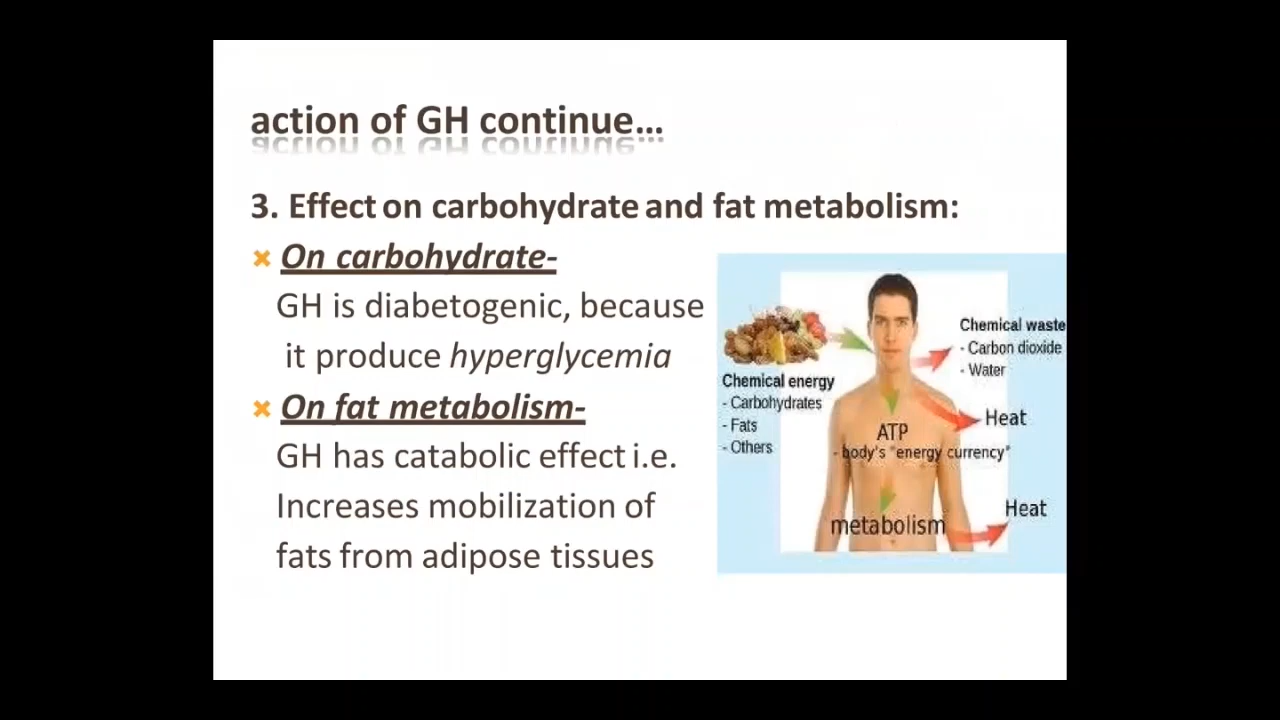 action of GH continue…
3. Effect on carbohydrate and fat metabolism:
On carbohydrate-
GH is diabetogenic, because
it produce hyperglycemia
On fat metabolism-
GH has catabolic effect i.e.
Increases mobilization of
fats from adipose tissues
Chemical energy
- Carbohydrates
- Fats
- Others
Chemical waste
- Carbon dioxide
- Water
Heat
ATP
- body's "energy currency"
metabolism
Heat